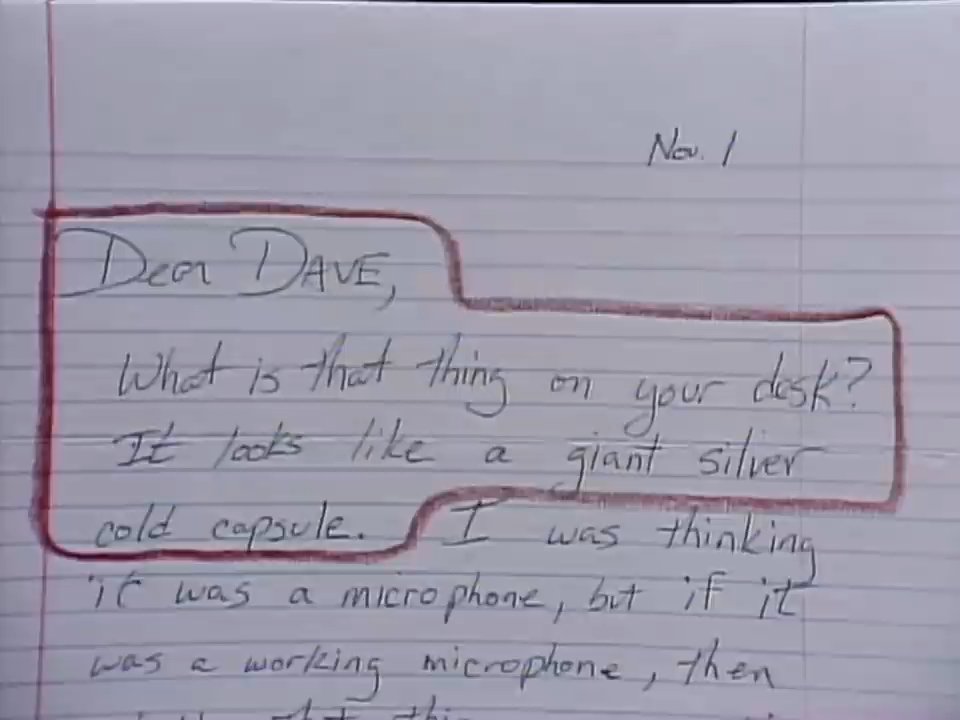 Nov. 1
Dear DAVE,
What is that thing on your desk?
It looks like a giant silver
cold capsule. I was thinking
it was a microphone, but if it
was a working microphone, then